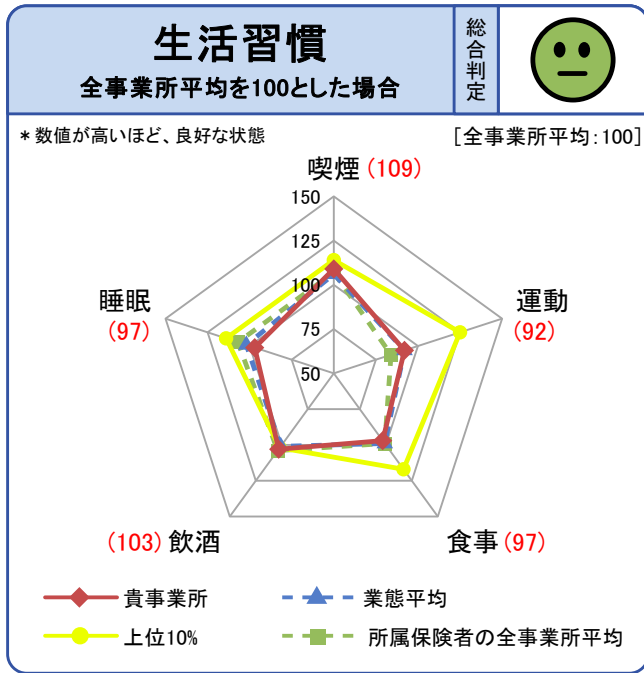 生活習慣
全事業所平均を100とした場合
総合判定
＊数値が高いほど、良好な状態
[全事業所平均:100]
喫煙(109)
150
125
100
75
50
睡眠
(97)
運動
(92)
(103)飲酒
食事(97)
貴事業所
業態平均
上位10%
所属保険者の全事業所平均